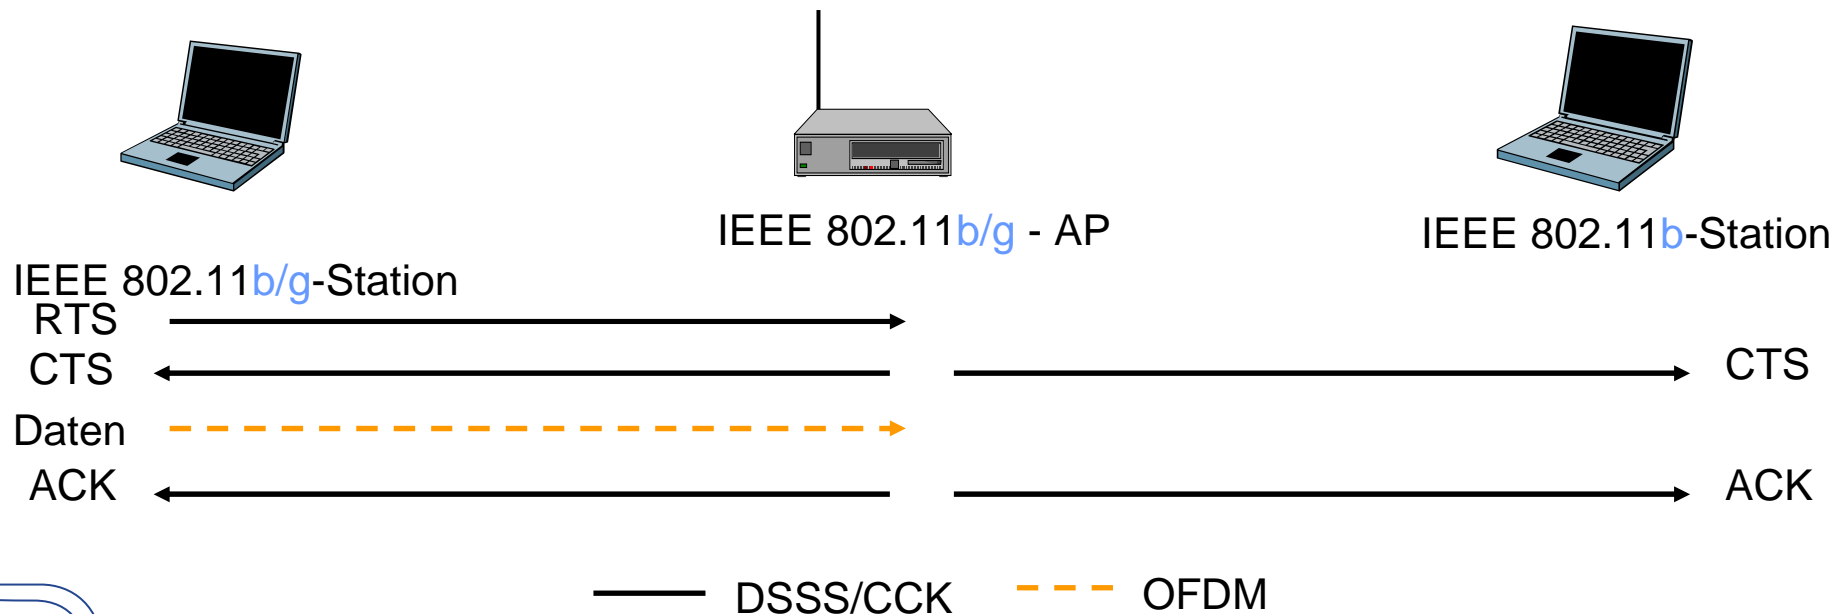 IEEE 802.11b/g - AP
IEEE 802.11b-Station
IEEE 802.11b/g-Station
RTS
CTS CTS
Daten
ACK ACK
DSSS/CCK OFDM